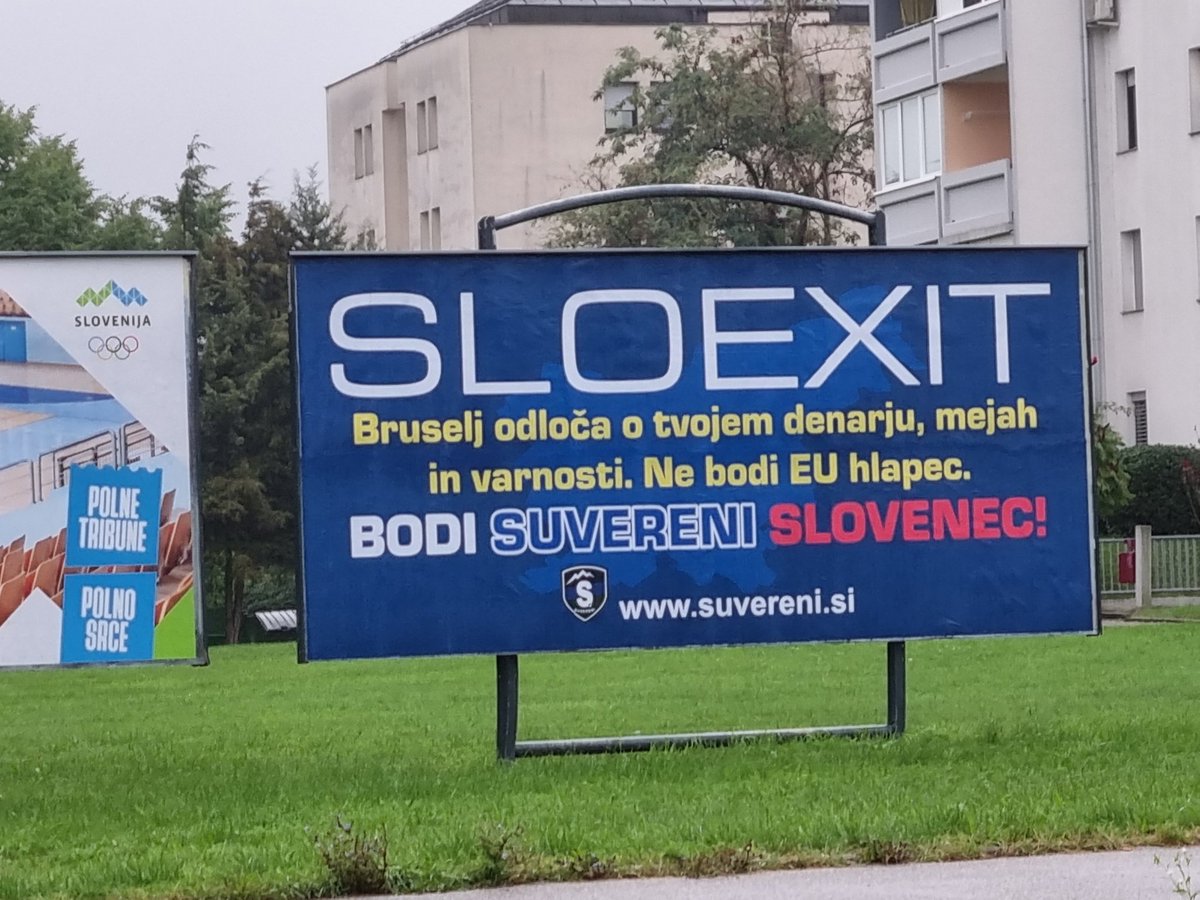 SLOVENIJA
POLNE
TRIBUNE
POLNO
SRCE
SLOEXIT
Bruselj odloča o tvojem denarju, mejah
in varnosti. Ne bodi EU hlapec.
BODI SUVERENI SLOVENEC!
S
www.suvereni.si